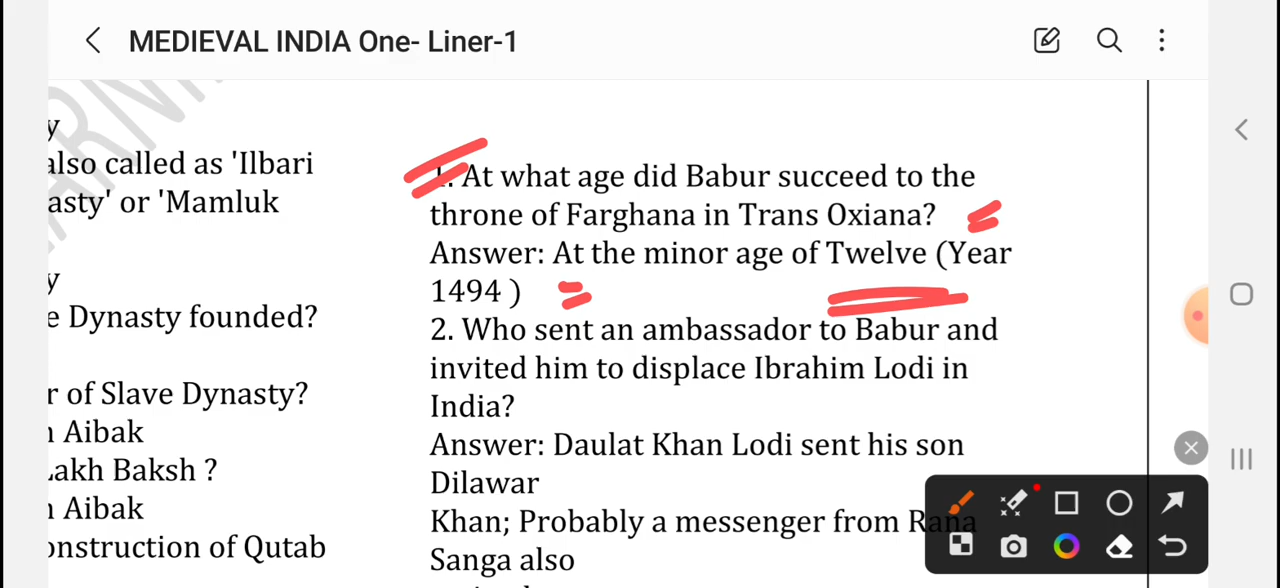 MEDIEVAL INDIA One- Liner-1
y
also called as 'Ilbari
asty' or 'Mamluk
y
e Dynasty founded?
r of Slave Dynasty?
n Aibak
Lakh Baksh ?
n Aibak
onstruction of Qutab
1. At what age did Babur succeed to the
throne of Farghana in Trans Oxiana?
Answer: At the minor age of Twelve (Year
1494 )
2. Who sent an ambassador to Babur and
invited him to displace Ibrahim Lodi in
India?
Answer: Daulat Khan Lodi sent his son
Dilawar
Khan; Probably a messenger from Rana
Sanga also